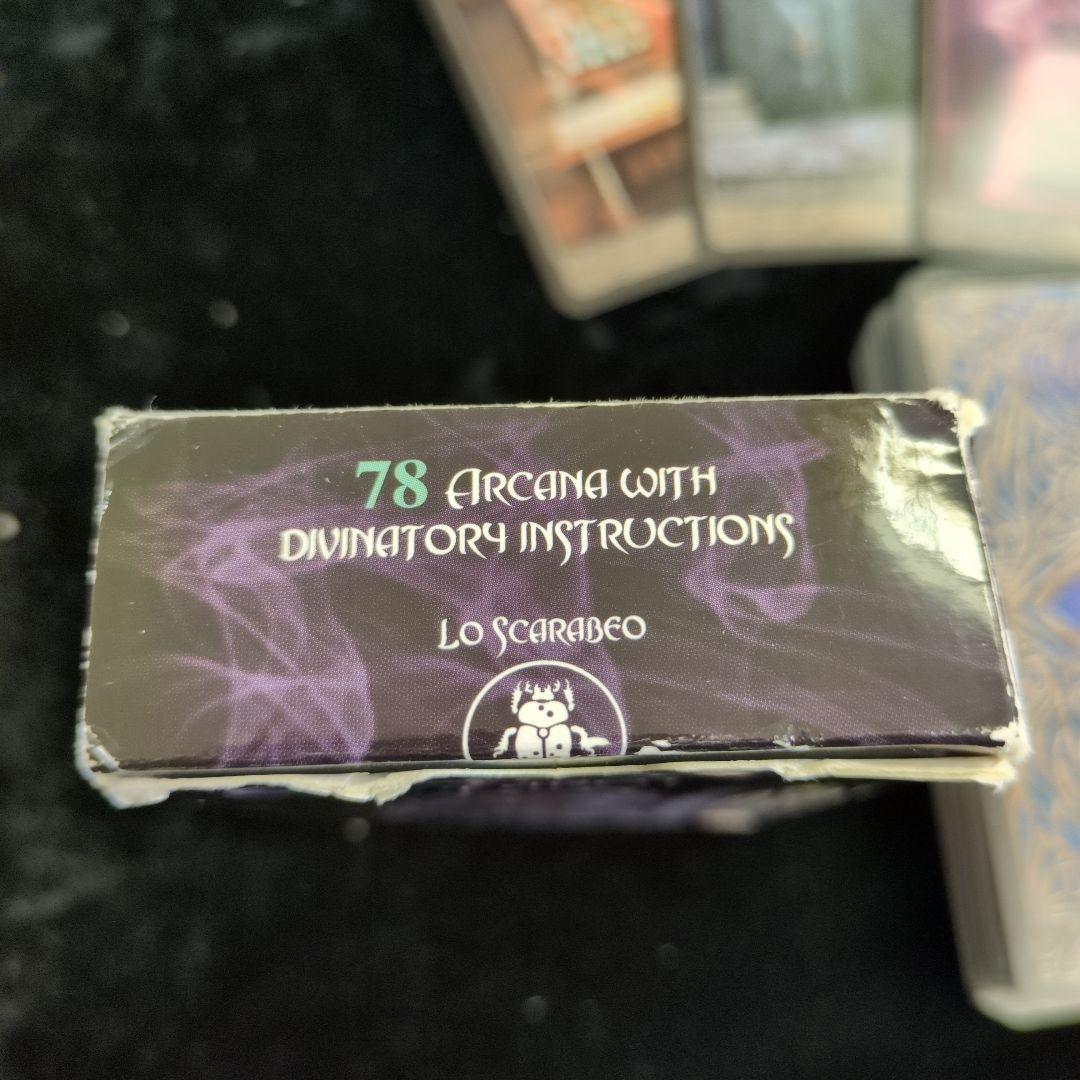 78 Arcana with
divinatory instructions
Lo Scarabeo